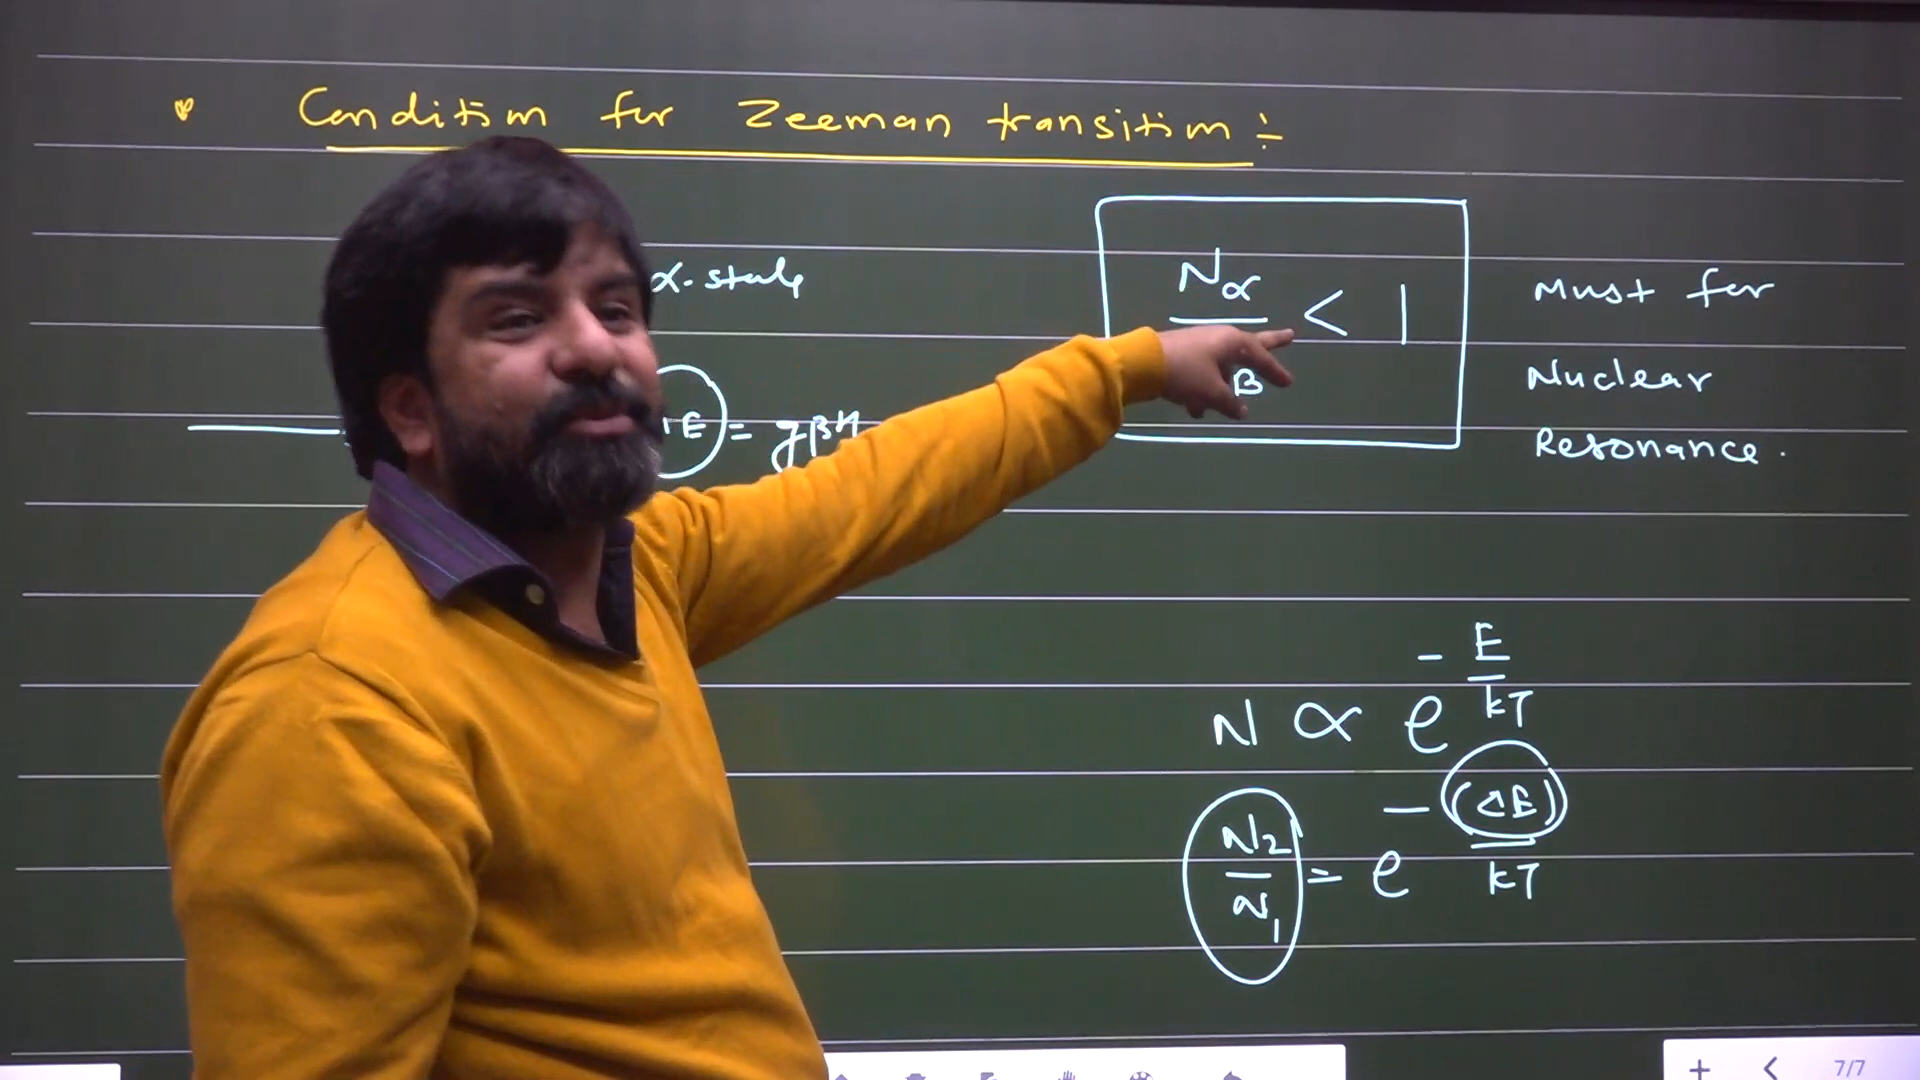 Condition for Zeeman transition :-
α-state
Nα
< 1
β
Must for
Nuclear
Resonance.
E = gβH
N ∝ e
- E
kT
N2
N1
= e
- (ΔE)
kT
7/7